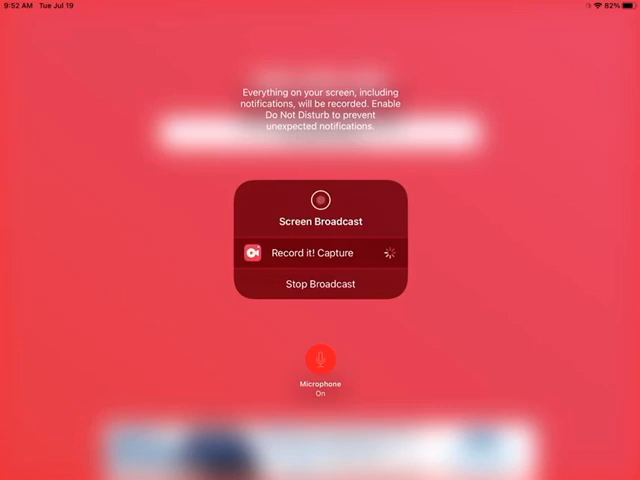 9:52 AM Tue Jul 19
82%
Everything on your screen, including
notifications, will be recorded. Enable
Do Not Disturb to prevent
unexpected notifications.
Screen Broadcast
Record it! Capture
Stop Broadcast
Microphone
On